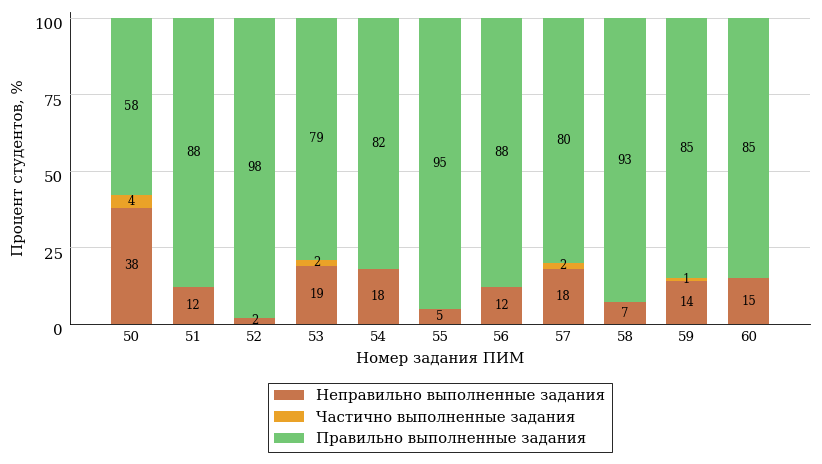 Процент студентов, %
100
75
50
25
0
58 88 98 79 82 95 88 80 93 85 85
4 2 2 1
38 12 2 19 18 5 12 18 7 14 15
50 51 52 53 54 55 56 57 58 59 60
Номер задания ПИМ
Неправильно выполненные задания
Частично выполненные задания
Правильно выполненные задания